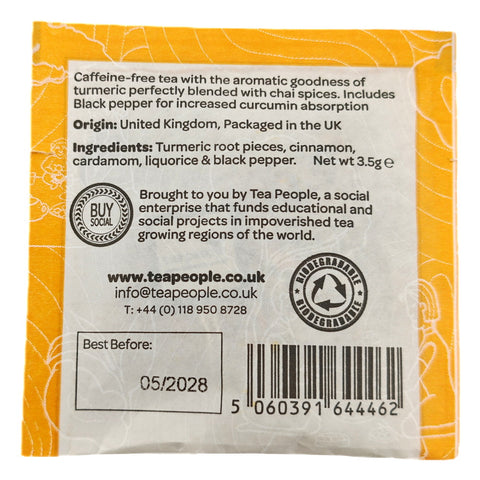 Caffeine-free tea with the aromatic goodness of
turmeric perfectly blended with chai spices. Includes
Black pepper for increased curcumin absorption
Origin: United Kingdom, Packaged in the UK
Ingredients: Turmeric root pieces, cinnamon,
cardamom, liquorice & black pepper. Net wt 3.5g ℮
BUY
SOCIAL
Brought to you by Tea People, a social
enterprise that funds educational and
social projects in impoverished tea
growing regions of the world.
www.teapeople.co.uk
info@teapeople.co.uk
T: +44 (0) 118 950 8728
BIODEGRADABLE
BIODEGRADABLE
Best Before:
05/2028
5 060391 644462